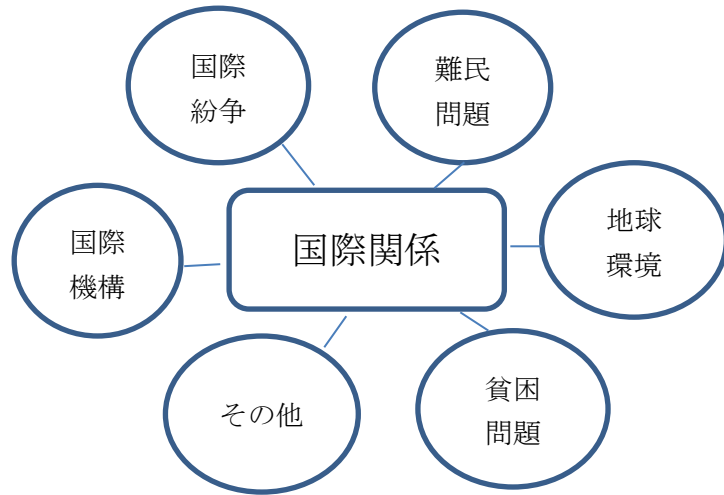 国際
紛争
難民
問題
国際関係
地球
環境
国際
機構
その他
貧困
問題